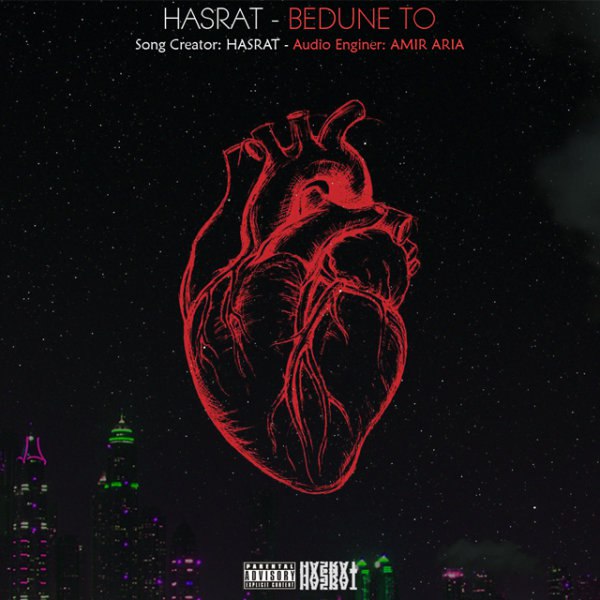 HASRAT - BEDUNE TO
Song Creator: HASRAT - Audio Enginer: AMIR ARIA
PARENTAL
ADVISORY
EXPLICIT CONTENT